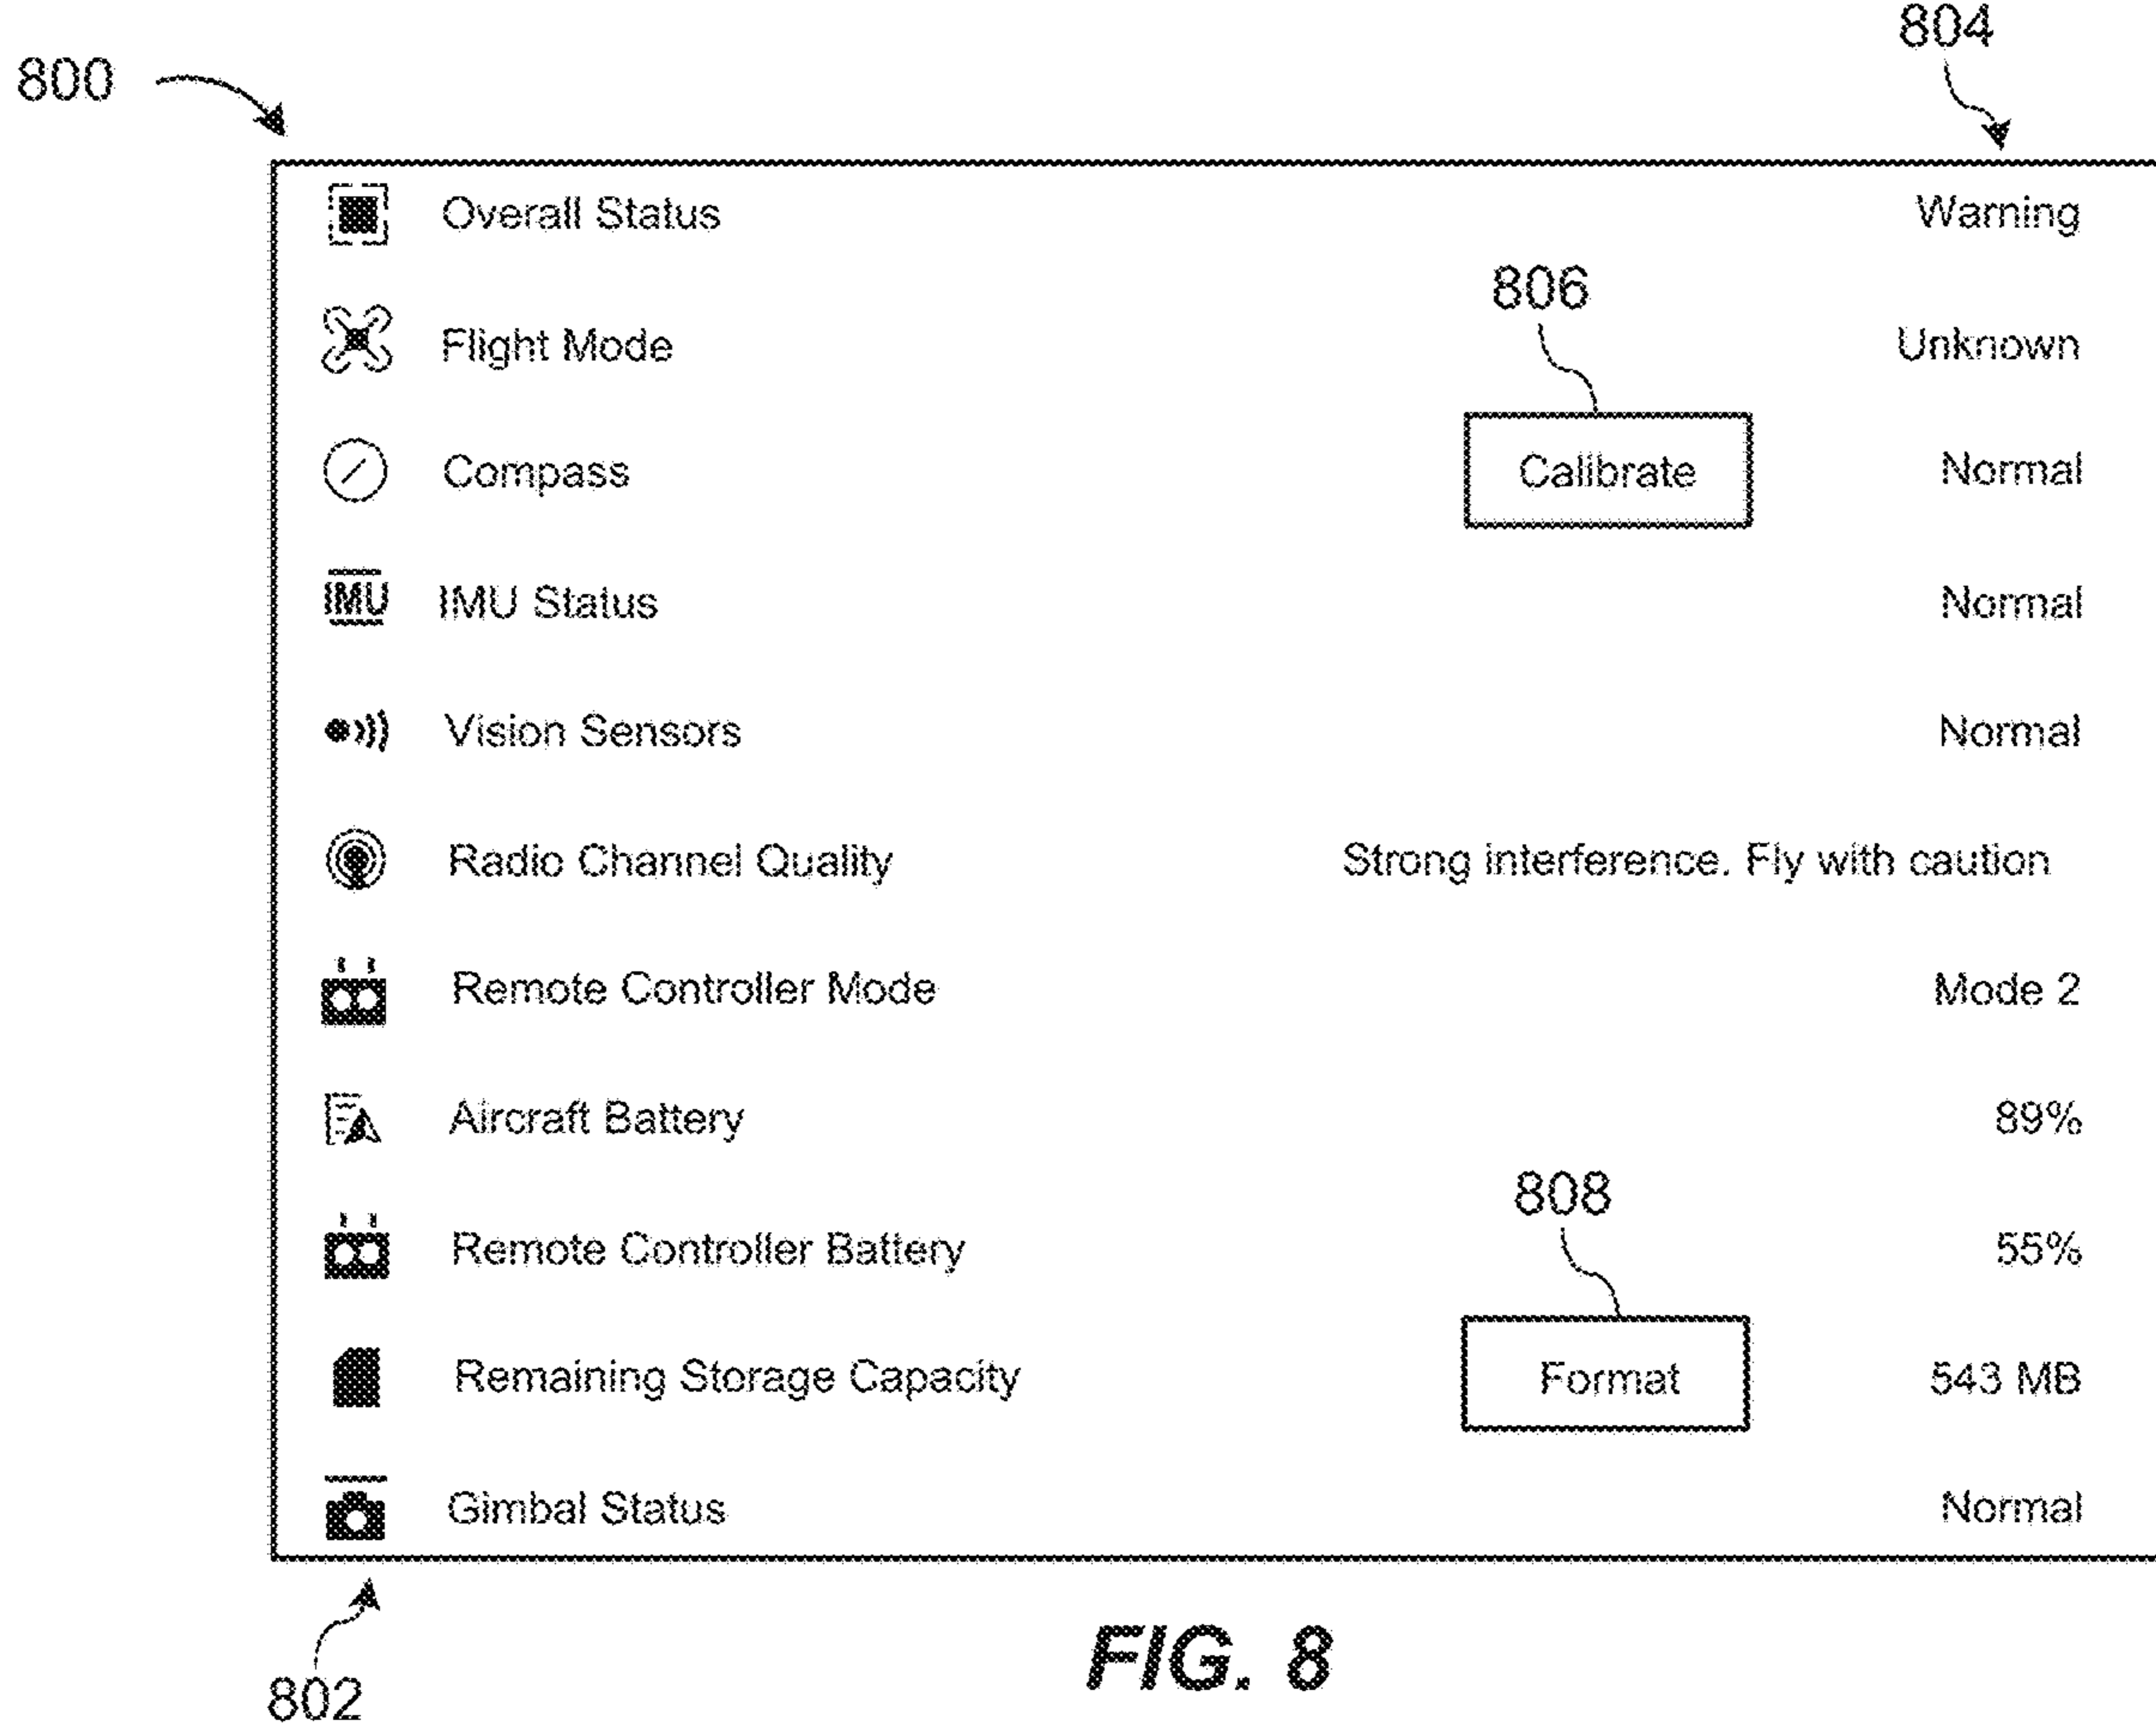 804
800
Overall Status Warning
806
Flight Mode Unknown
Compass Calibrate Normal
IMU IMU Status Normal
Vision Sensors Normal
Radio Channel Quality Strong interference. Fly with caution
Remote Controller Mode Mode 2
Aircraft Battery 89%
808
Remote Controller Battery 55%
Remaining Storage Capacity Format 543 MB
Gimbal Status Normal
802
FIG. 8